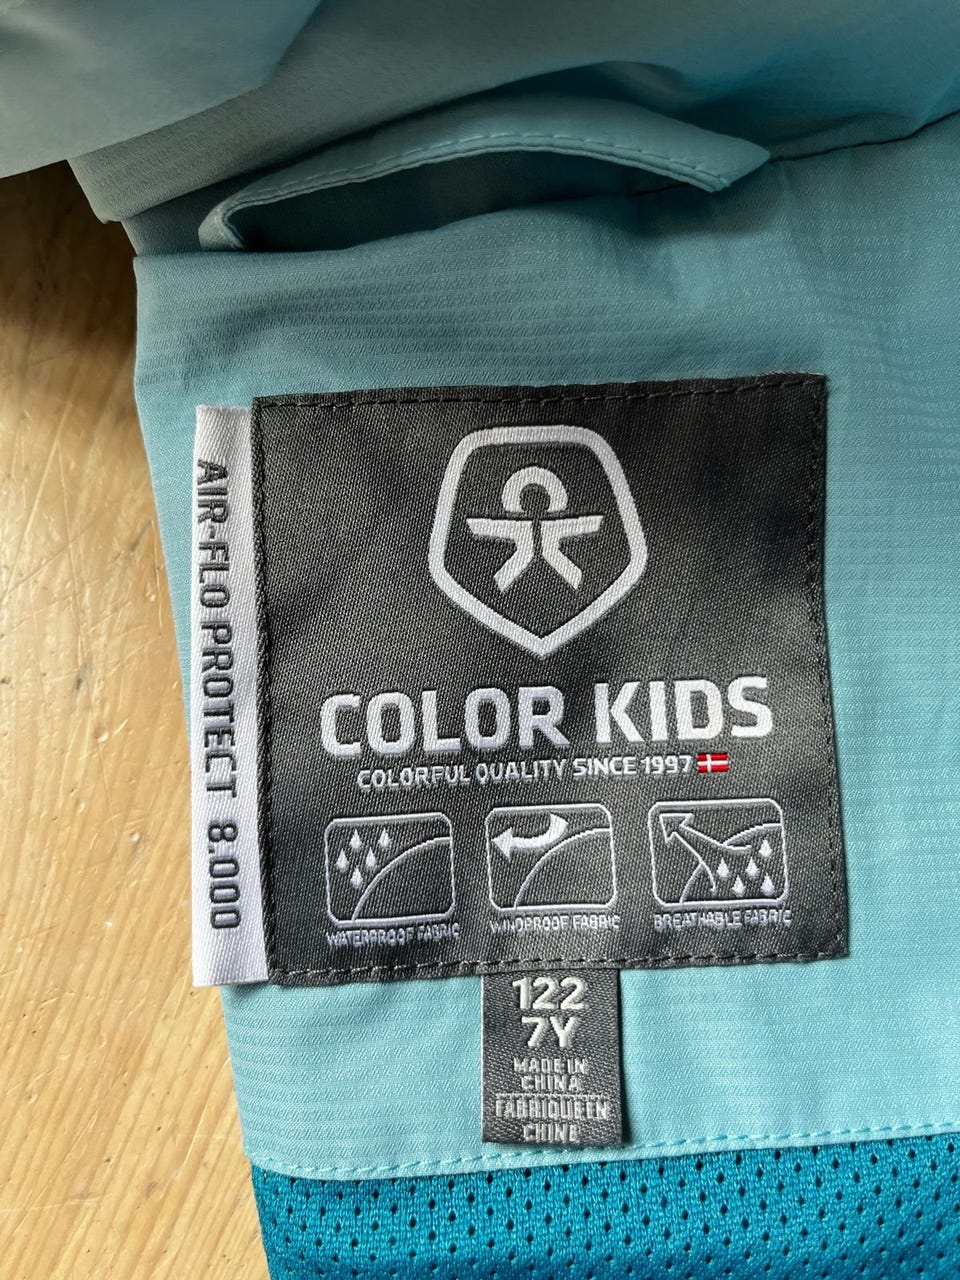 AIR-FLO PROTECT 8.000
COLOR KIDS
COLORFUL QUALITY SINCE 1997
WATERPROOF FABRIC
WINDPROOF FABRIC
BREATHABLE FABRIC
122
7Y
MADE IN
CHINA
FABRIQUE EN
CHINE